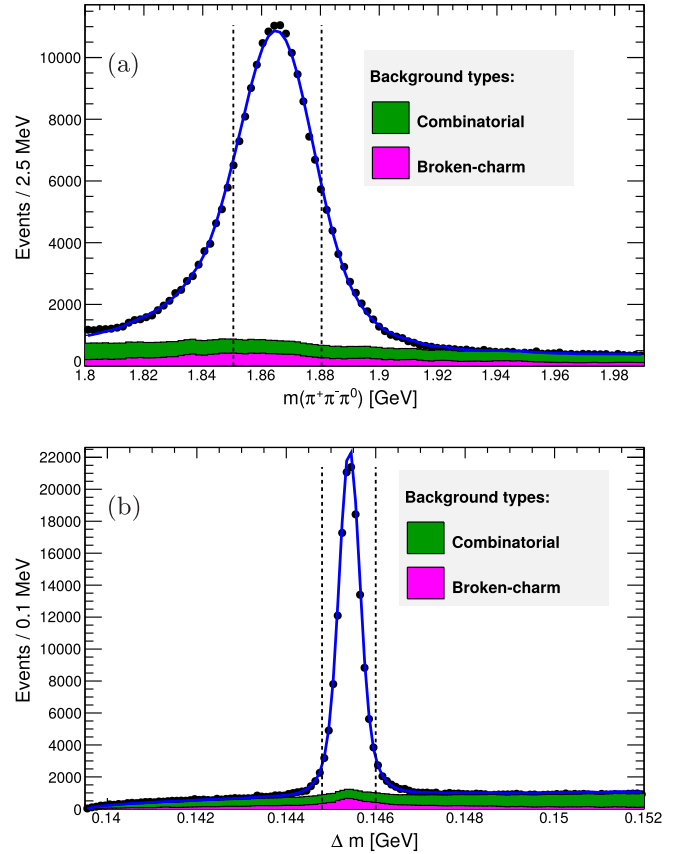 (a)
Background types:
Combinatorial
Broken-charm
Events / 2.5 MeV
10000
8000
6000
4000
2000
0
1.8 1.82 1.84 1.86 1.88 1.9 1.92 1.94 1.96 1.98
m(π⁺π⁻π⁰) [GeV]
(b)
Background types:
Combinatorial
Broken-charm
Events / 0.1 MeV
22000
20000
18000
16000
14000
12000
10000
8000
6000
4000
2000
0
0.14 0.142 0.144 0.146 0.148 0.15 0.152
Δ m [GeV]